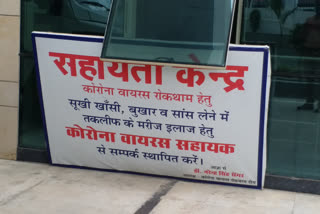 सहायता केन्द्र
कोरोना वायरस रोकथाम हेतु
सूखी खाँसी, बुखार व सांस लेने में
तकलीफ के मरीज इलाज हेतु
कोरोना वायरस सहायक
से सम्पर्क स्थापित करें।